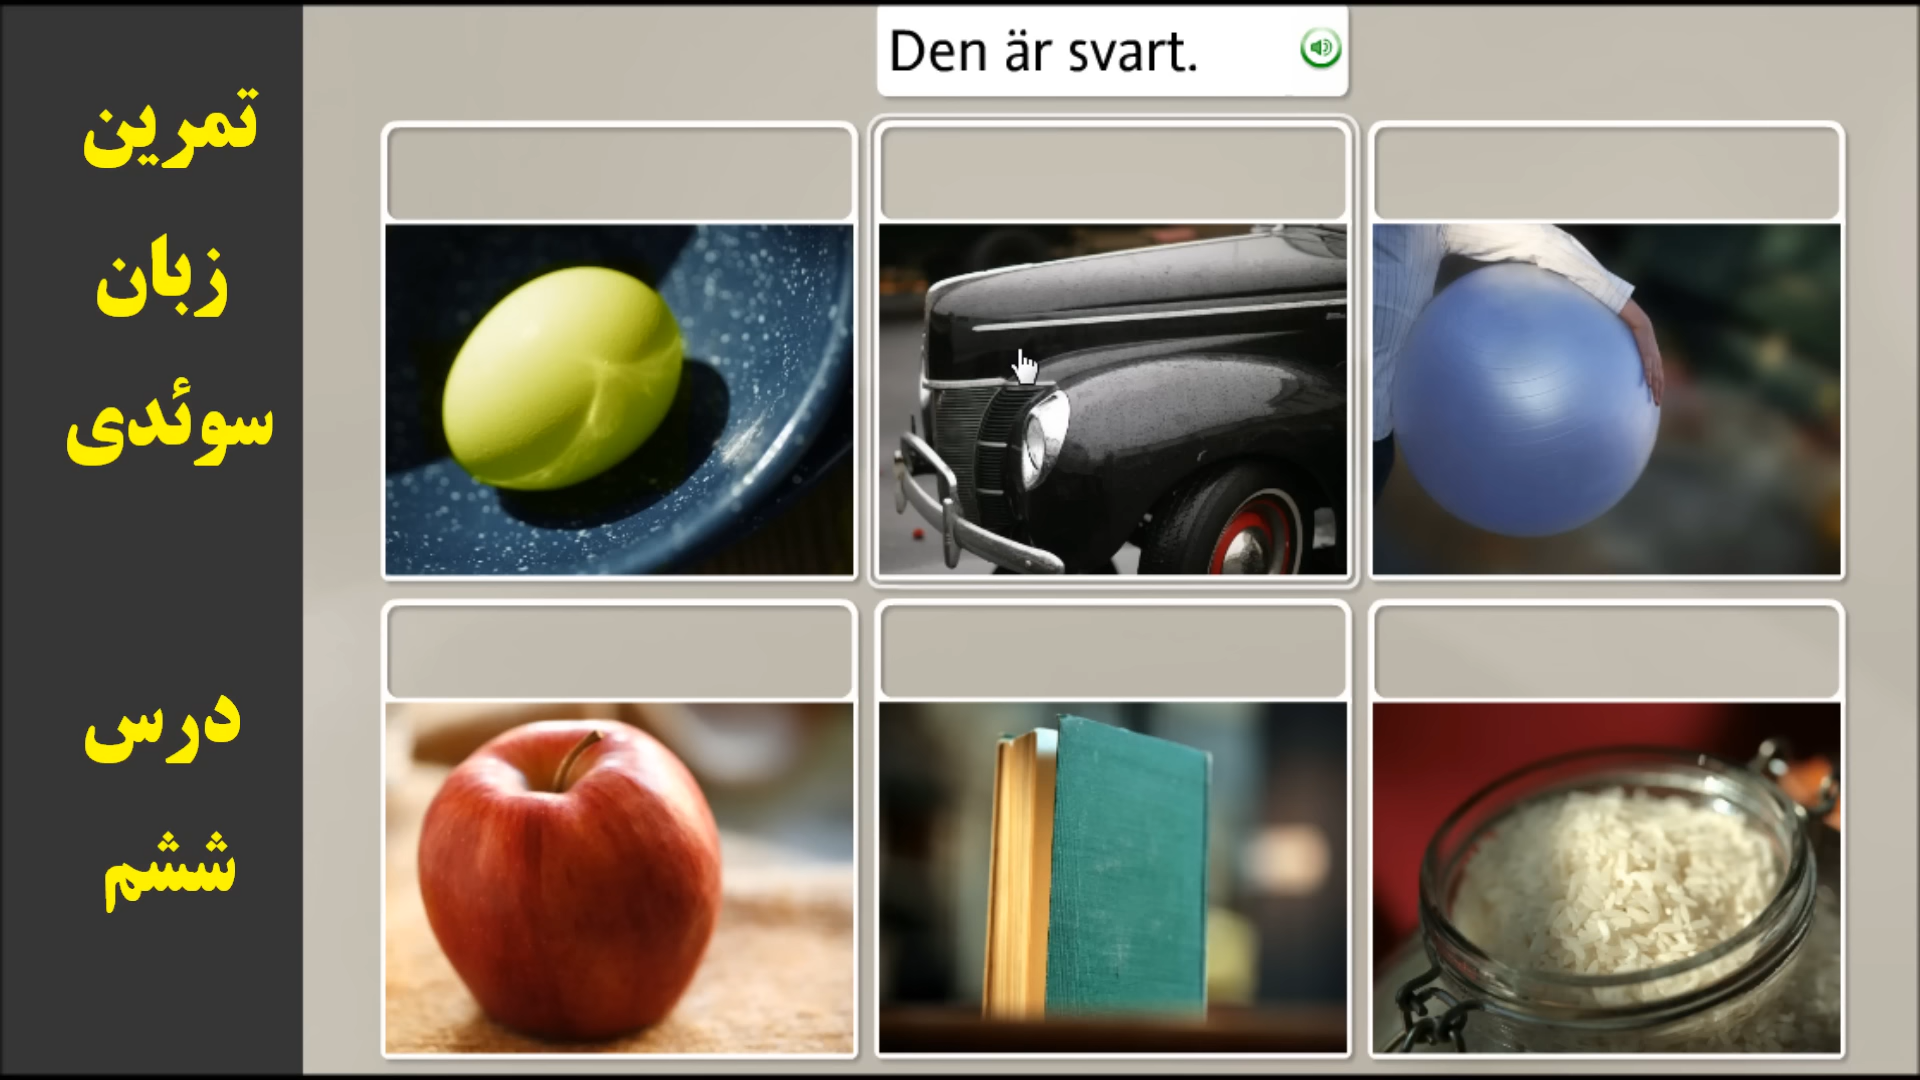 Den är svart.
تمرین
زبان
سوئدی
درس
ششم